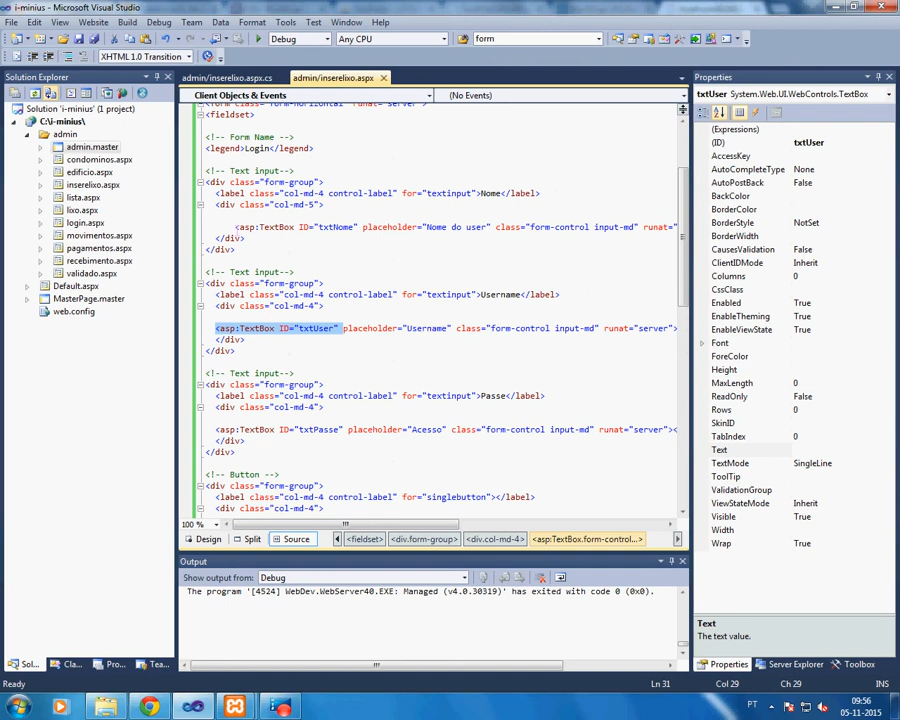 i-minius - Microsoft Visual Studio
File Edit View Website Build Debug Team Data Format Tools Test Window Help
Debug Any CPU form
XHTML 1.0 Transition
Solution Explorer
Solution 'i-minius' (1 project)
C:\i-minius\
admin
admin.master
condominos.aspx
edificio.aspx
inserelixo.aspx
lista.aspx
lixo.aspx
login.aspx
movimentos.aspx
pagamentos.aspx
recebimento.aspx
validado.aspx
Default.aspx
MasterPage.master
web.config
Sol... Cla... Pro... Tea...
admin/inserelixo.aspx.cs admin/inserelixo.aspx
Client Objects & Events (No Events)
<form class="form-horizontal" runat="server">
<fieldset>
<!-- Form Name -->
<legend>Login</legend>
<!-- Text input-->
<div class="form-group">
<label class="col-md-4 control-label" for="textinput">Nome</label>
<div class="col-md-5">
<asp:TextBox ID="txtNome" placeholder="Nome do user" class="form-control input-md" runat="
</div>
</div>
<!-- Text input-->
<div class="form-group">
<label class="col-md-4 control-label" for="textinput">Username</label>
<div class="col-md-4">
<asp:TextBox ID="txtUser" placeholder="Username" class="form-control input-md" runat="server">
</div>
</div>
<!-- Text input-->
<div class="form-group">
<label class="col-md-4 control-label" for="textinput">Passe</label>
<div class="col-md-4">
<asp:TextBox ID="txtPasse" placeholder="Acesso" class="form-control input-md" runat="server"><
</div>
</div>
<!-- Button -->
<div class="form-group">
<label class="col-md-4 control-label" for="singlebutton"></label>
<div class="col-md-4">
100 %
Design Split Source <fieldset> <div.form-group> <div.col-md-4> <asp:TextBox.form-control...>
Output
Show output from: Debug
The program '[4524] WebDev.WebServer40.EXE: Managed (v4.0.30319)' has exited with code 0 (0x0).
Properties
txtUser System.Web.UI.WebControls.TextBox
(Expressions)
(ID) txtUser
AccessKey
AutoCompleteType None
AutoPostBack False
BackColor
BorderColor
BorderStyle NotSet
BorderWidth
CausesValidation False
ClientIDMode Inherit
Columns 0
CssClass
Enabled True
EnableTheming True
EnableViewState True
Font
ForeColor
Height
MaxLength 0
ReadOnly False
Rows 0
SkinID
TabIndex 0
Text
TextMode SingleLine
ToolTip
ValidationGroup
ViewStateMode Inherit
Visible True
Width
Wrap True
Text
The text value.
Properties Server Explorer Toolbox
Ready Ln 31 Col 29 Ch 29 INS
PT 09:56
05-11-2015